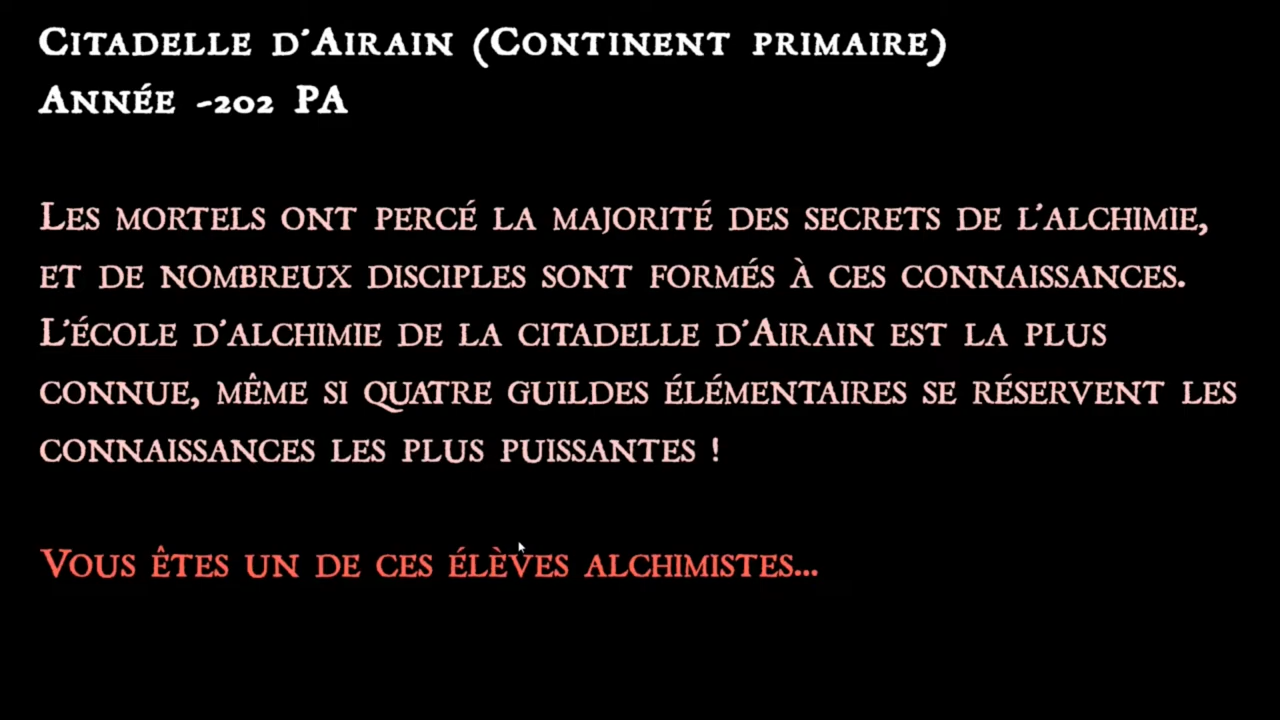 Citadelle d'Airain (Continent primaire)
Année -202 PA
Les mortels ont percé la majorité des secrets de l'alchimie,
et de nombreux disciples sont formés à ces connaissances.
L'école d'alchimie de la citadelle d'Airain est la plus
connue, même si quatre guildes élémentaires se réservent les
connaissances les plus puissantes !
Vous êtes un de ces élèves alchimistes...